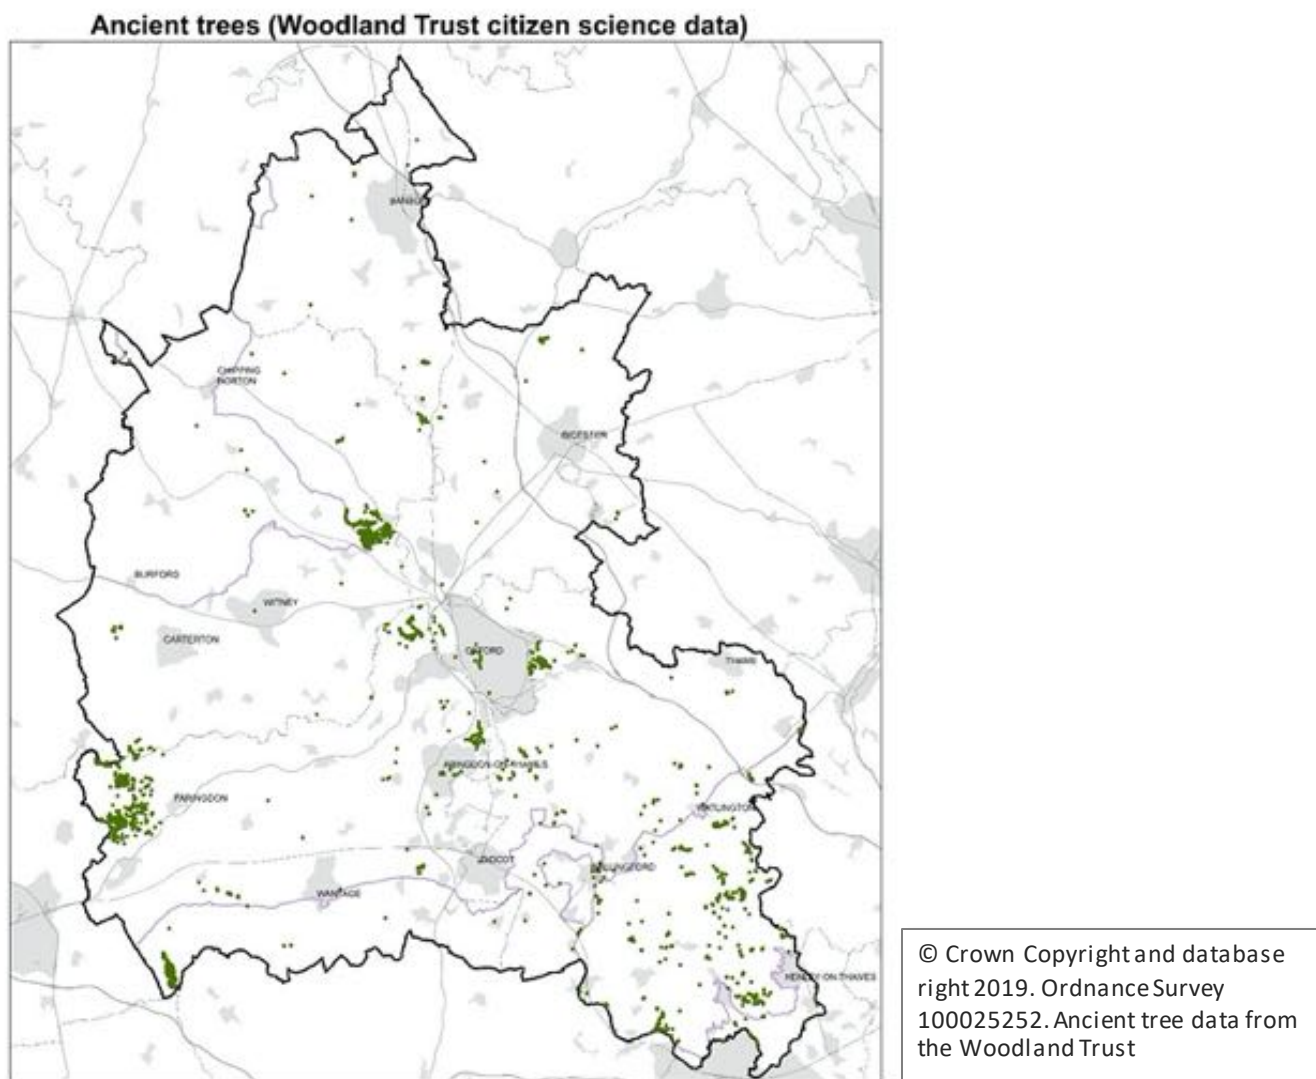 Ancient trees (Woodland Trust citizen science data)
CHIPPING
NORTON
BICESTER
BURFORD
WITNEY
CARTERTON
OXFORD
THAME
ABINGDON-ON-THAMES
FARINGDON
WATLINGTON
DIDCOT
WALLINGFORD
WANTAGE
HENLEY-ON-THAMES
© Crown Copyright and database
right 2019. Ordnance Survey
100025252. Ancient tree data from
the Woodland Trust